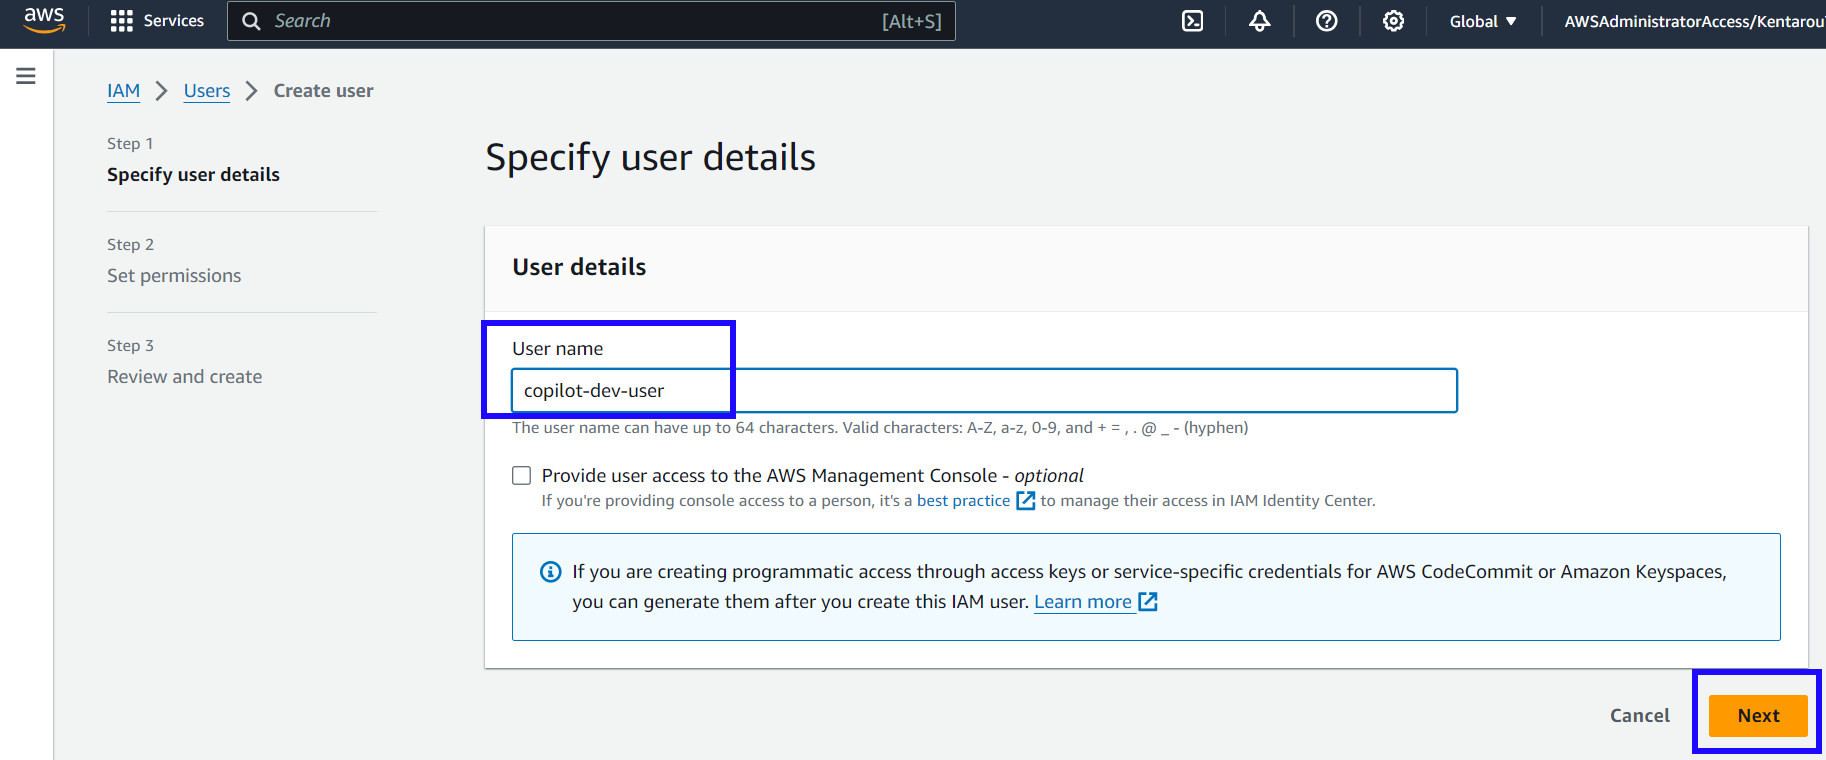 aws
Services
Search
[Alt+S]
Global
AWSAdministratorAccess/Kentarou
IAM
Users
Create user
Step 1
Specify user details
Step 2
Set permissions
Step 3
Review and create
Specify user details
User details
User name
copilot-dev-user
The user name can have up to 64 characters. Valid characters: A-Z, a-z, 0-9, and + = , . @ _ - (hyphen)
Provide user access to the AWS Management Console - optional
If you're providing console access to a person, it's a best practice to manage their access in IAM Identity Center.
If you are creating programmatic access through access keys or service-specific credentials for AWS CodeCommit or Amazon Keyspaces,
you can generate them after you create this IAM user. Learn more
Cancel
Next